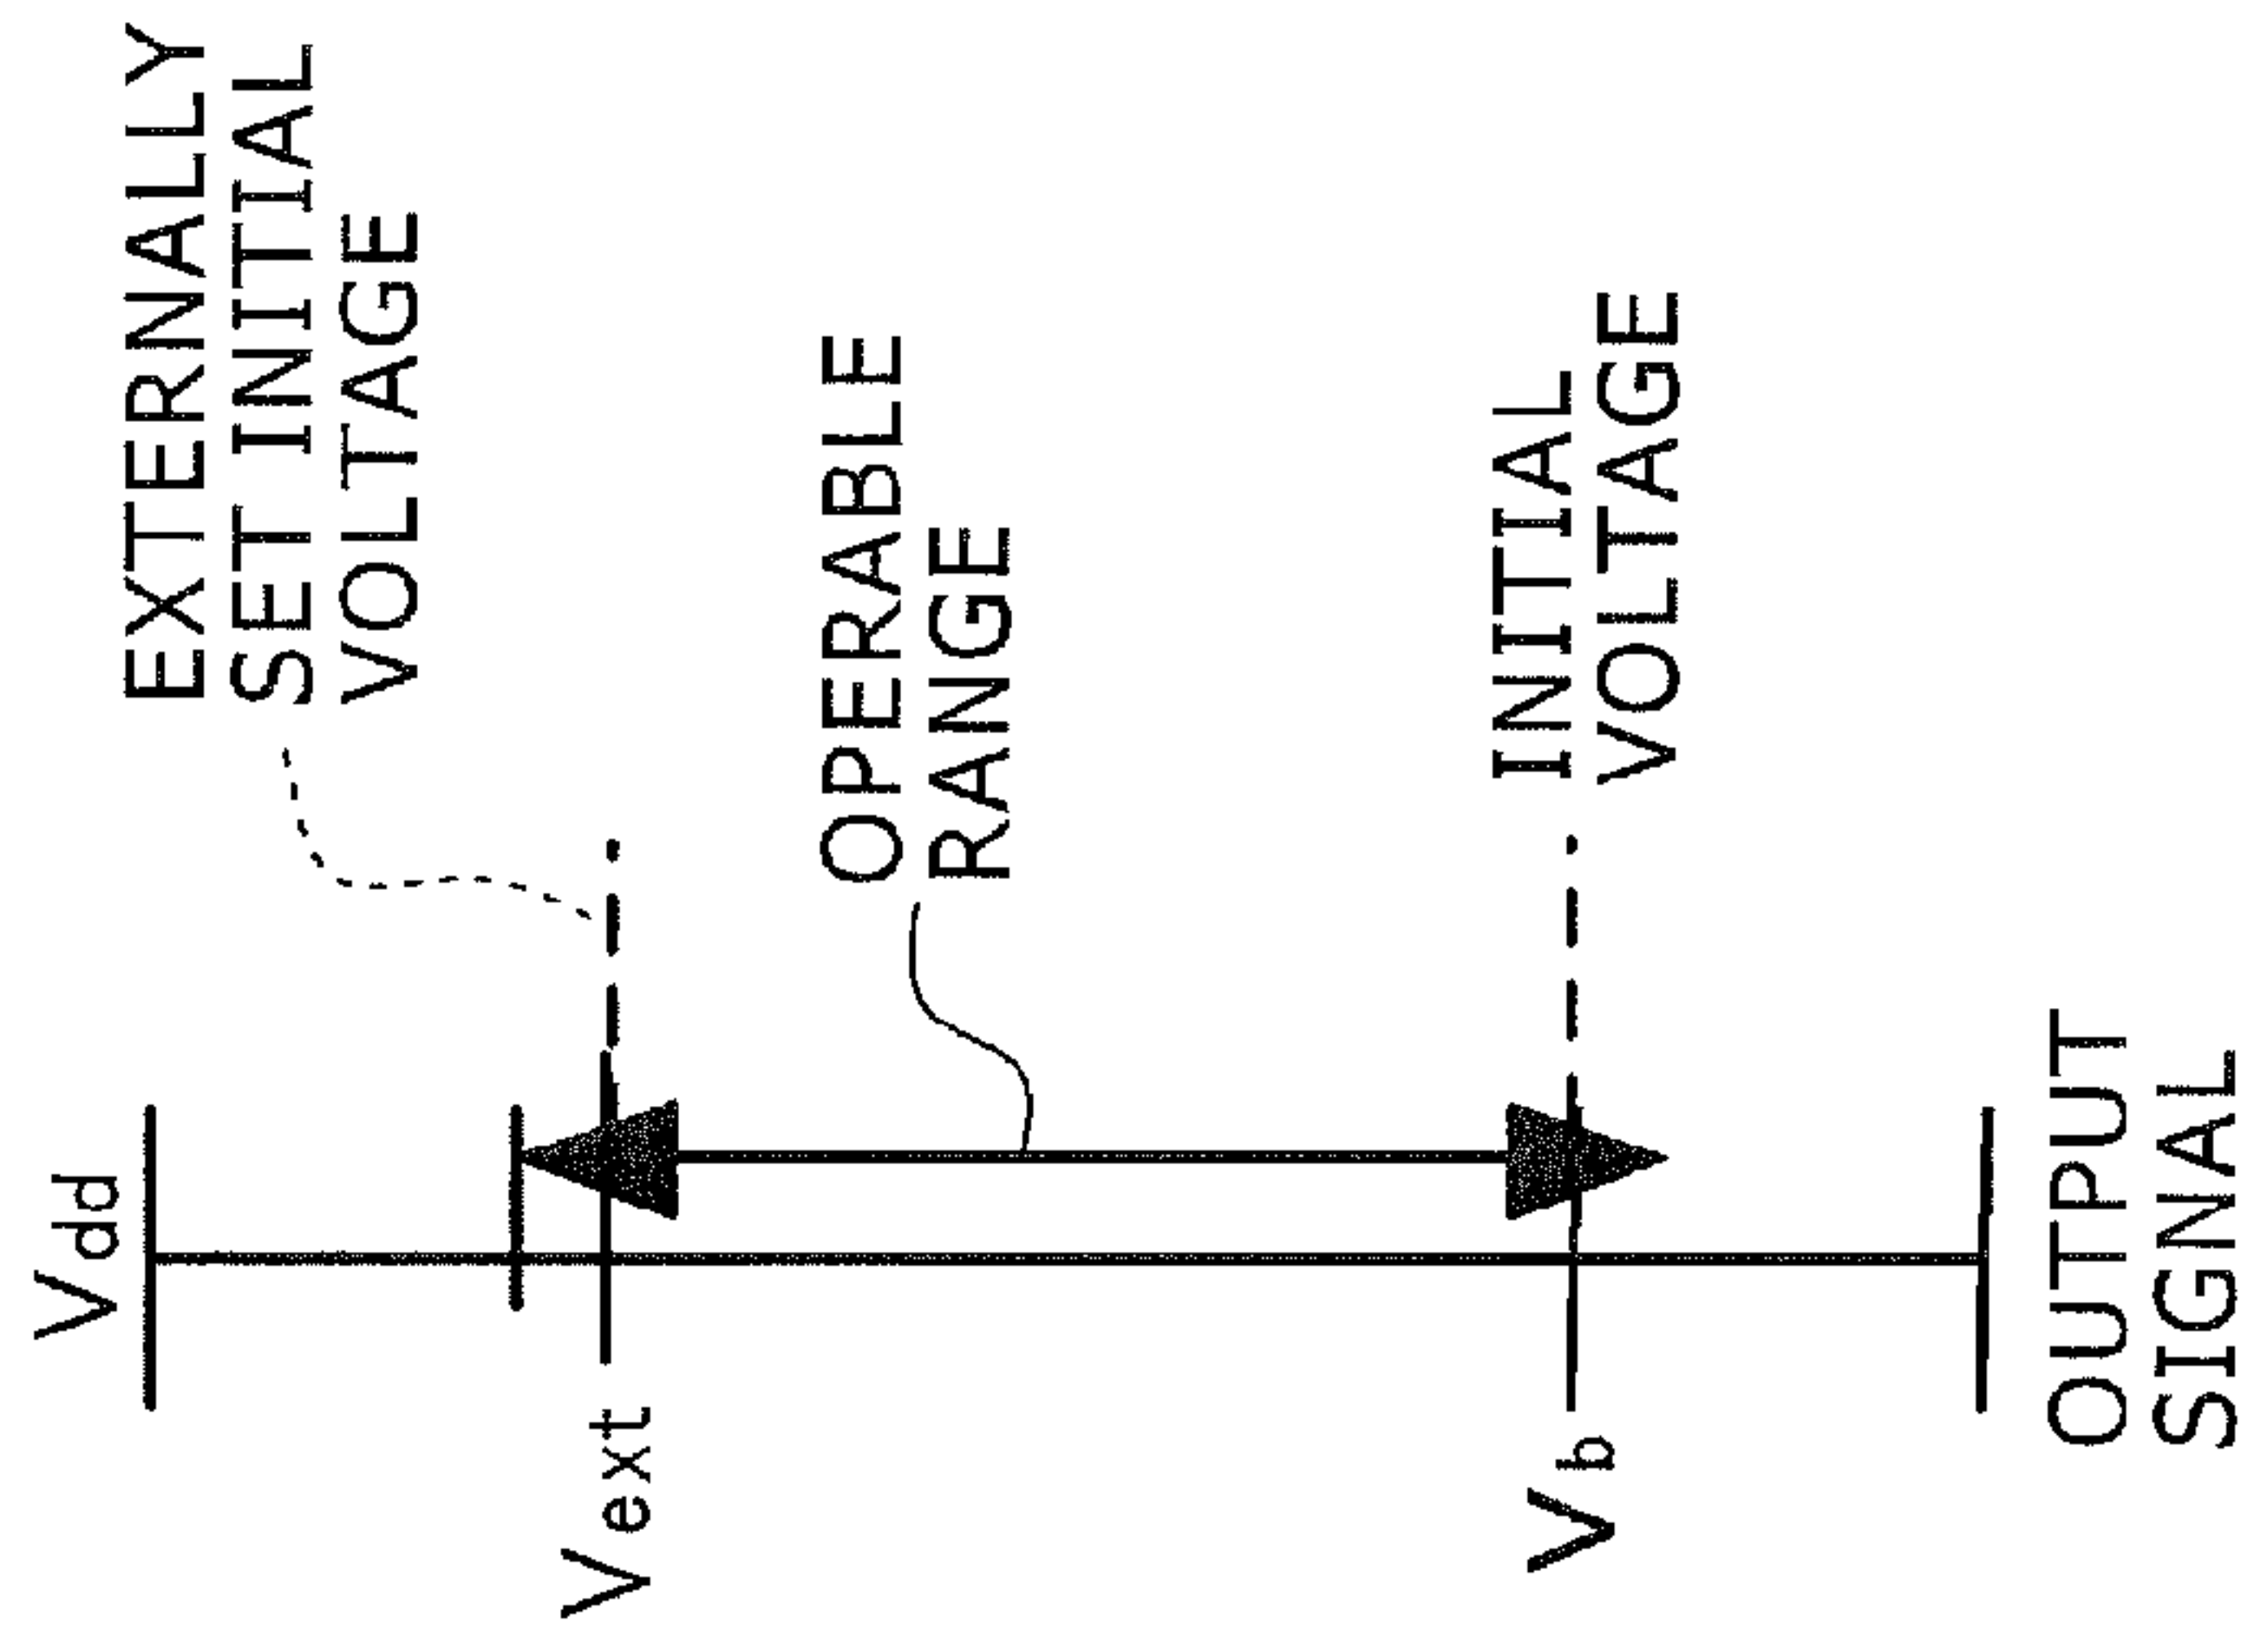 Vdd
EXTERNALLY
SET INITIAL
VOLTAGE
Vext
OPERABLE
RANGE
INITIAL
VOLTAGE
Vb
OUTPUT
SIGNAL